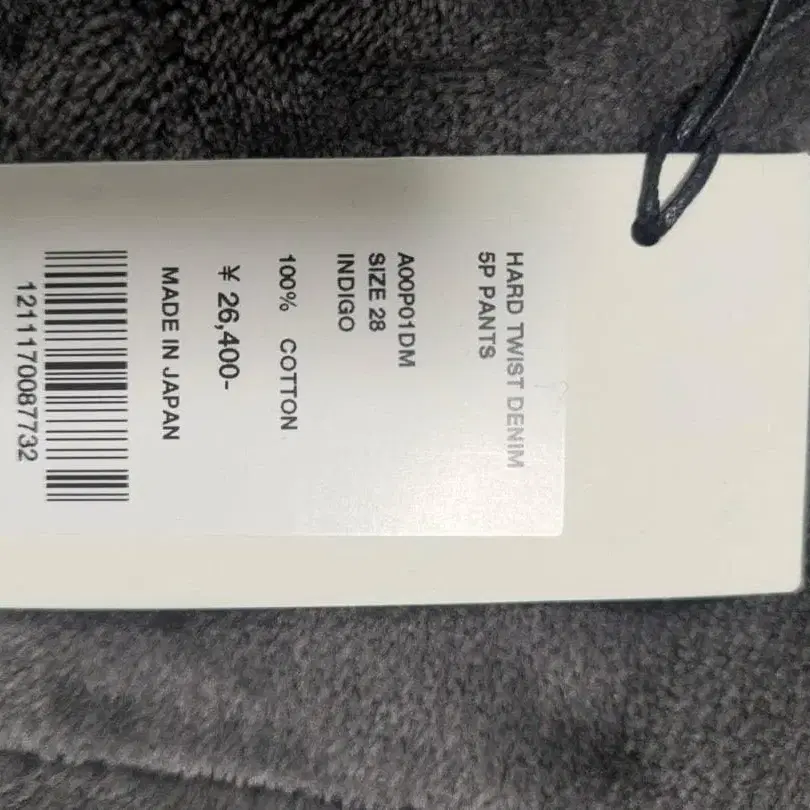 HARD TWIST DENIM
5P PANTS
A00P01DM
SIZE 28
INDIGO
100% COTTON
¥ 26,400-
MADE IN JAPAN
1211170087732